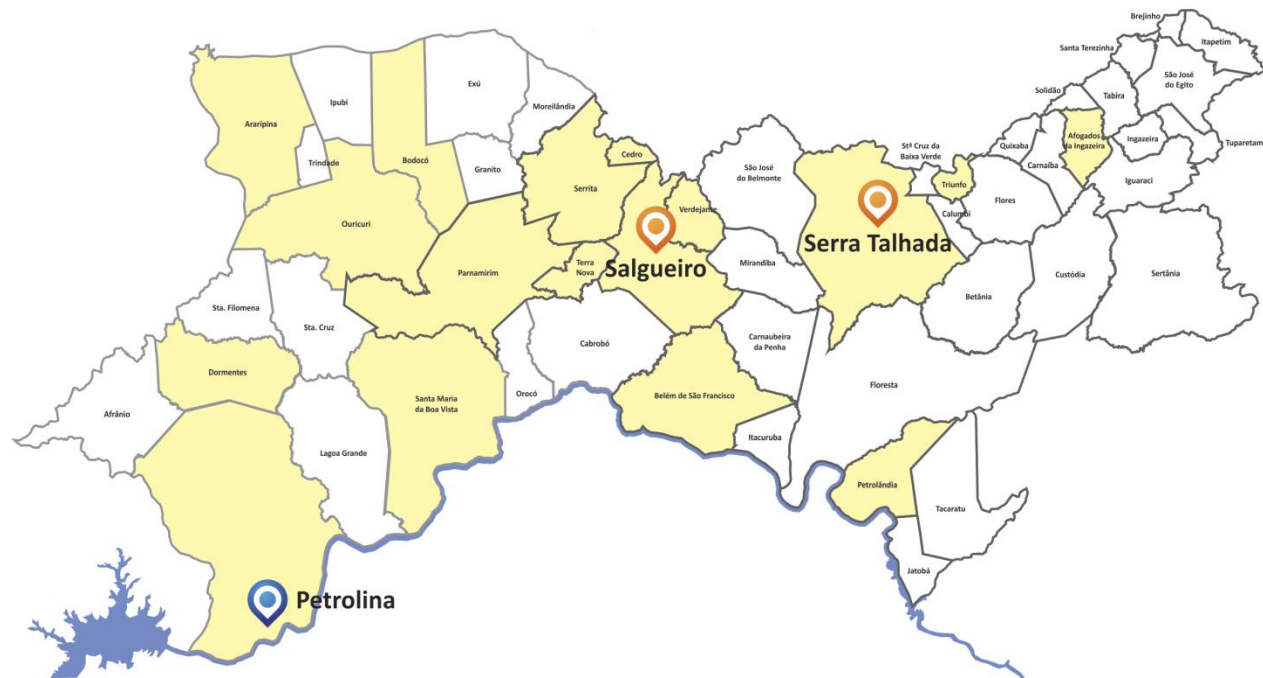 Brejinho
Itapetim
Santa Terezinha
São José
do Egito
Exú
Ipubi
Solidão
Tabira
Moreilândia
Araripina
Quixaba
Afogados
da Ingazeira
Ingazeira
Tuparetama
Stª Cruz da
Baixa Verde
Carnaíba
Cedro
São José
do Belmonte
Trindade
Bodocó
Granito
Iguaraci
Serrita
Triunfo
Flores
Verdejante
Calumbi
Ouricuri
Serra Talhada
Salgueiro
Terra
Nova
Mirandiba
Parnamirim
Custódia
Sertânia
Betânia
Sta. Filomena
Sta. Cruz
Carnaubeira
da Penha
Cabrobó
Dormentes
Floresta
Santa Maria
da Boa Vista
Belém de São Francisco
Orocó
Afrânio
Itacuruba
Lagoa Grande
Petrolândia
Tacaratu
Jatobá
Petrolina